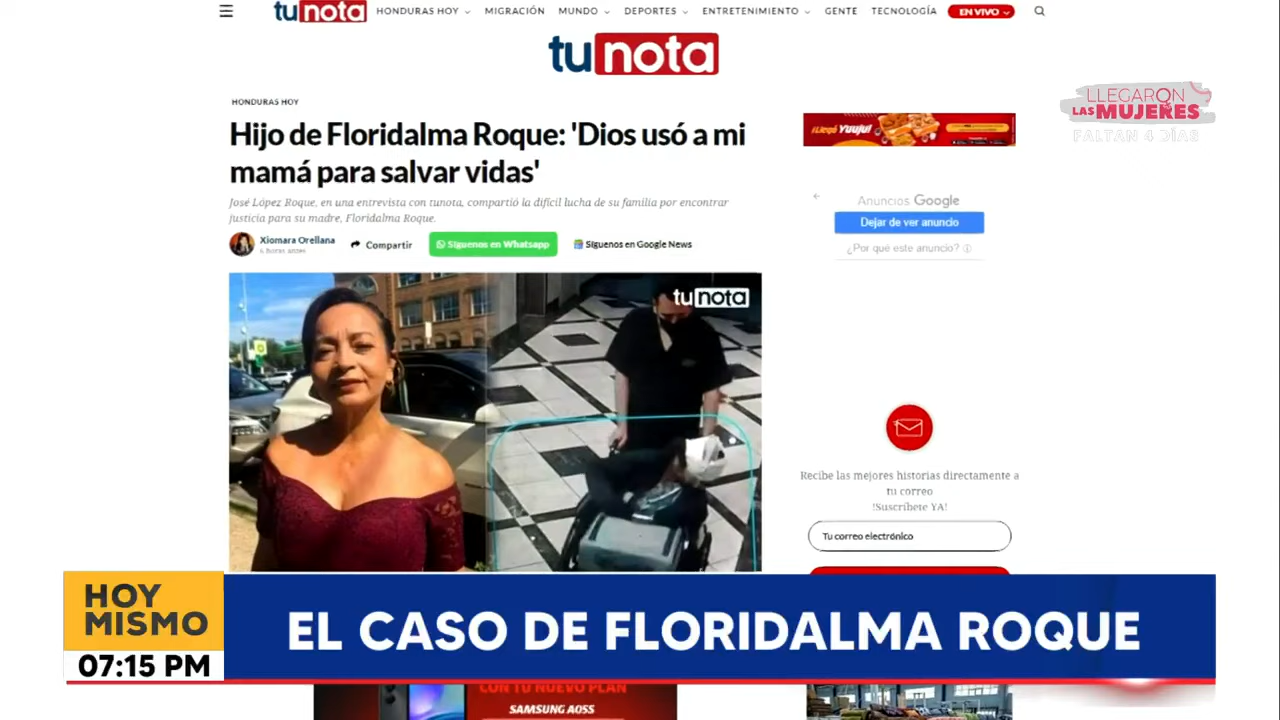 tunota
HONDURAS HOY
MIGRACIÓN
MUNDO
DEPORTES
ENTRETENIMIENTO
GENTE
TECNOLOGÍA
EN VIVO
tunota
HONDURAS HOY
Hijo de Floridalma Roque: 'Dios usó a mi
mamá para salvar vidas'
José López Roque, en una entrevista con tunota, compartió la difícil lucha de su familia por encontrar
justicia para su madre, Floridalma Roque.
Xiomara Orellana
6 horas antes
Compartir
Síguenos en Whatsapp
Síguenos en Google News
tunota
LLEGARON
LAS MUJERES
FALTAN 4 DÍAS
¡Llegó Yuuju!
Anuncios Google
Dejar de ver anuncio
¿Por qué este anuncio?
Recibe las mejores historias directamente a
tu correo
!Suscríbete YA!
Tu correo electrónico
HOY
MISMO
07:15 PM
EL CASO DE FLORIDALMA ROQUE
CON TU NUEVO PLAN
SAMSUNG A05S